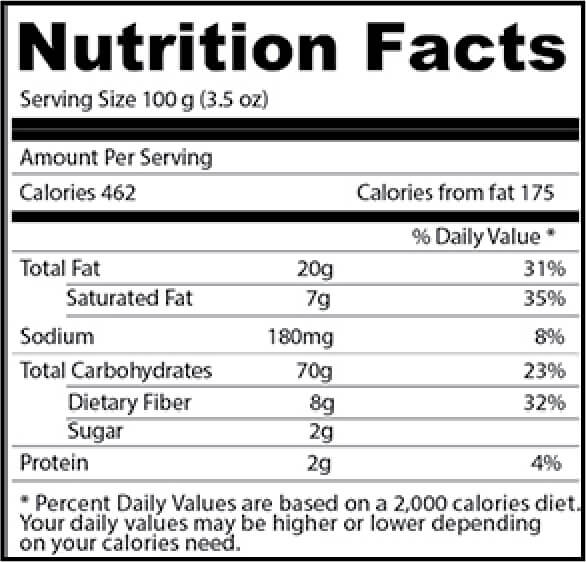 Nutrition Facts
Serving Size 100 g (3.5 oz)
Amount Per Serving
Calories 462 Calories from fat 175
% Daily Value *
Total Fat 20g 31%
Saturated Fat 7g 35%
Sodium 180mg 8%
Total Carbohydrates 70g 23%
Dietary Fiber 8g 32%
Sugar 2g
Protein 2g 4%
* Percent Daily Values are based on a 2,000 calories diet.
Your daily values may be higher or lower depending
on your calories need.